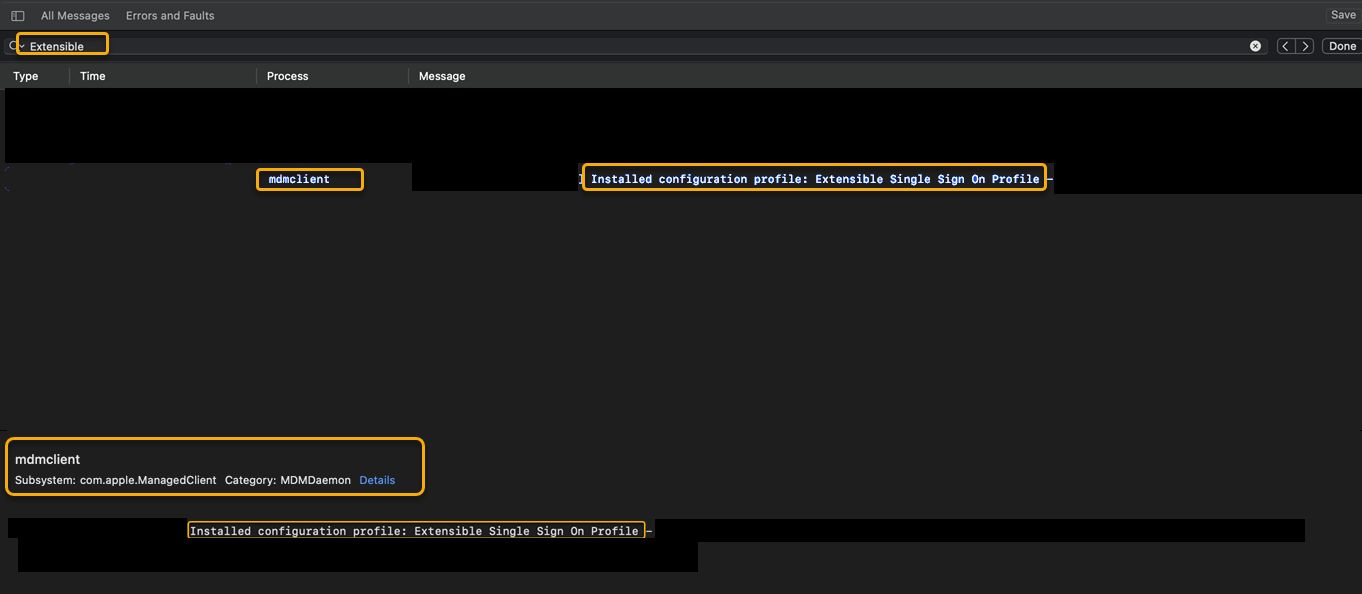 All Messages Errors and Faults Save
Extensible Done
Type Time Process Message
mdmclient Installed configuration profile: Extensible Single Sign On Profile —
mdmclient
Subsystem: com.apple.ManagedClient Category: MDMDaemon Details
Installed configuration profile: Extensible Single Sign On Profile —